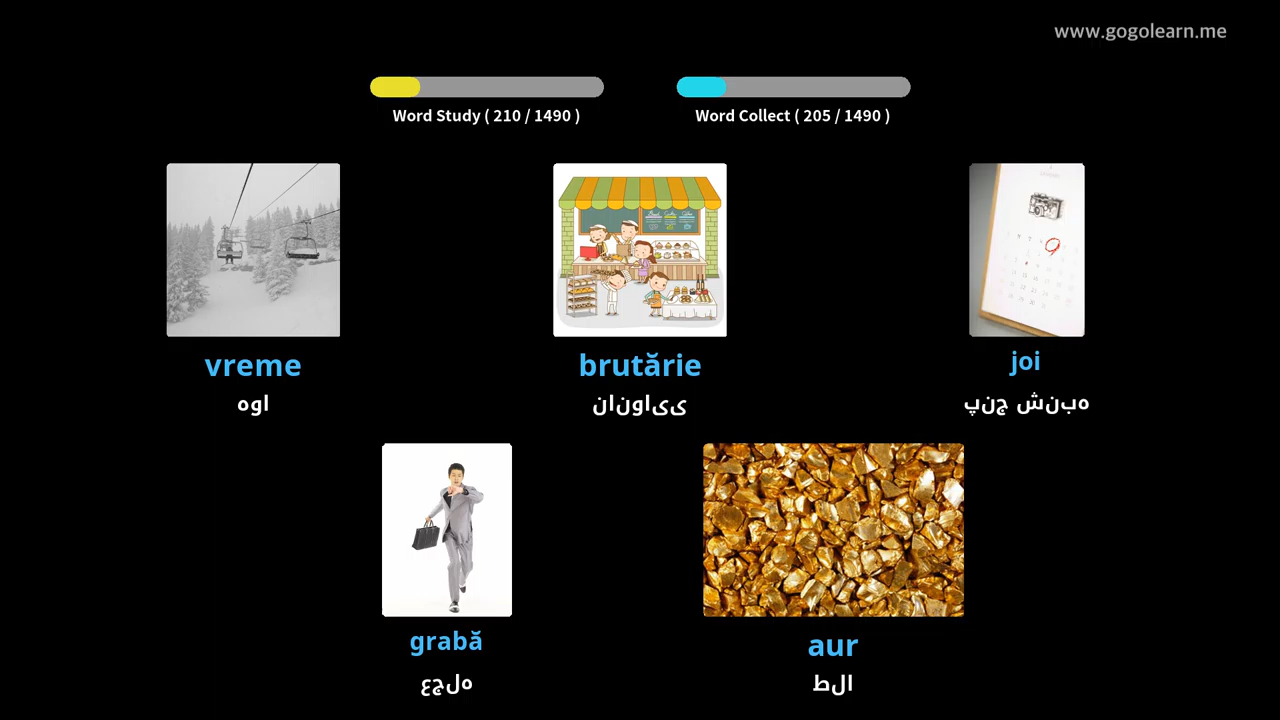 www.gogolearn.me
Word Study ( 210 / 1490 )
Word Collect ( 205 / 1490 )
vreme
هوا
brutărie
نانوایی
joi
پنج شنبه
grabă
عجله
aur
طلا